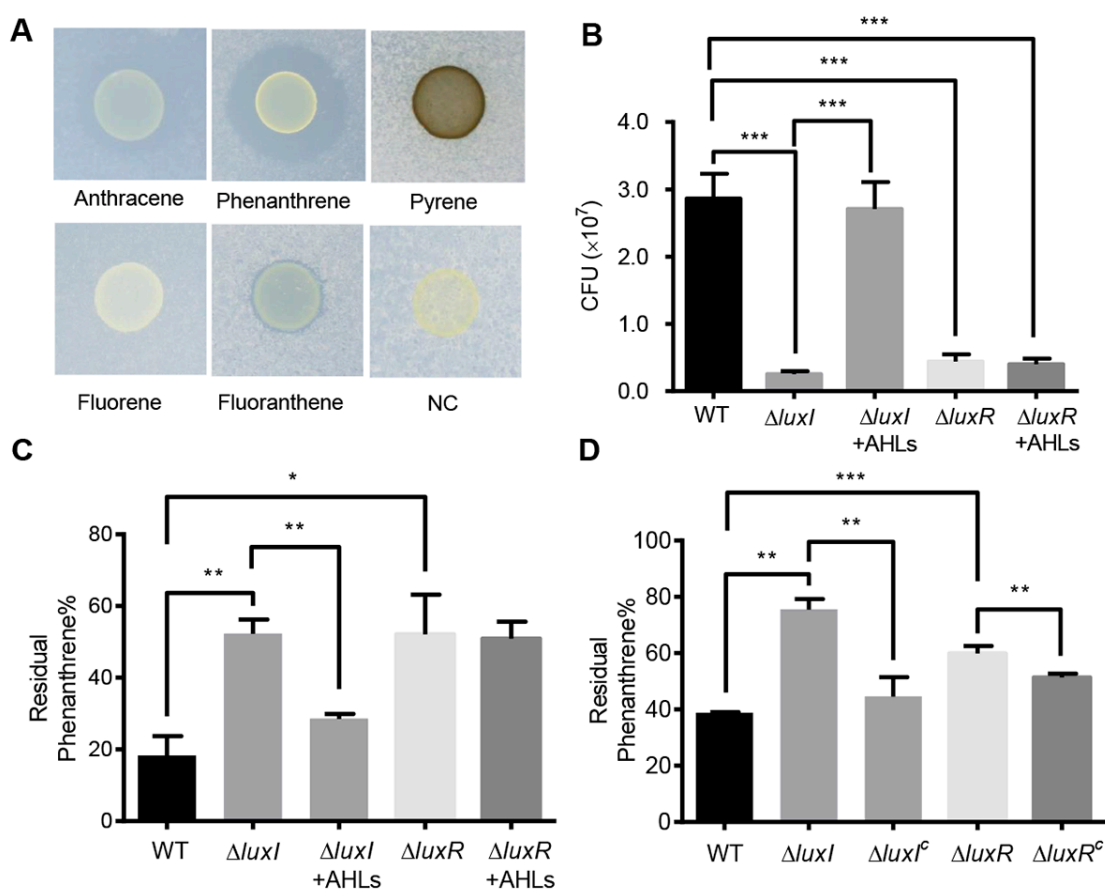 A
Anthracene
Phenanthrene
Pyrene
Fluorene
Fluoranthene
NC
B
***
***
***
***
CFU (×10⁷)
4.0
3.0
2.0
1.0
0.0
WT
ΔluxI
ΔluxI
+AHLs
ΔluxR
ΔluxR
+AHLs
C
*
**
**
Residual
Phenanthrene%
80
60
40
20
0
WT
ΔluxI
ΔluxI
+AHLs
ΔluxR
ΔluxR
+AHLs
D
***
**
**
**
Residual
Phenanthrene%
100
80
60
40
20
0
WT
ΔluxI
ΔluxIᶜ
ΔluxR
ΔluxRᶜ